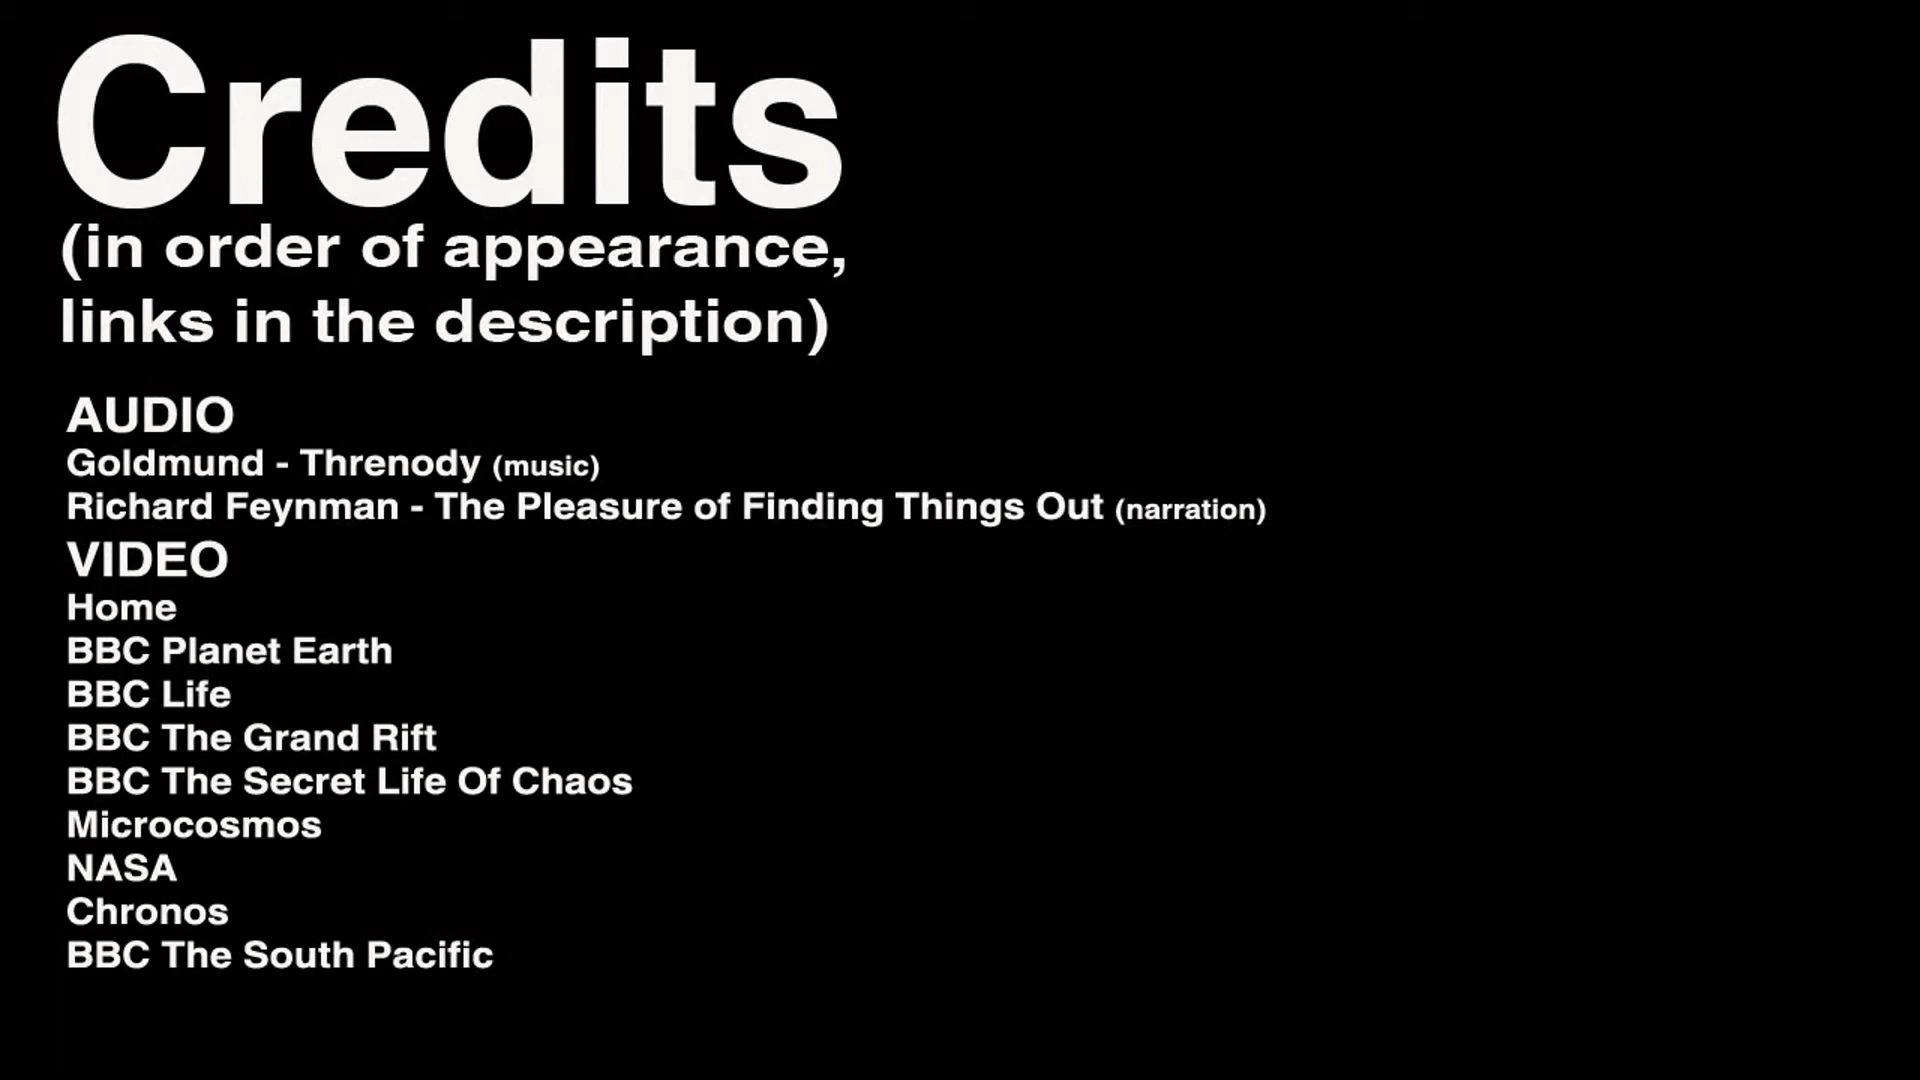 Credits
(in order of appearance,
links in the description)
AUDIO
Goldmund - Threnody (music)
Richard Feynman - The Pleasure of Finding Things Out (narration)
VIDEO
Home
BBC Planet Earth
BBC Life
BBC The Grand Rift
BBC The Secret Life Of Chaos
Microcosmos
NASA
Chronos
BBC The South Pacific